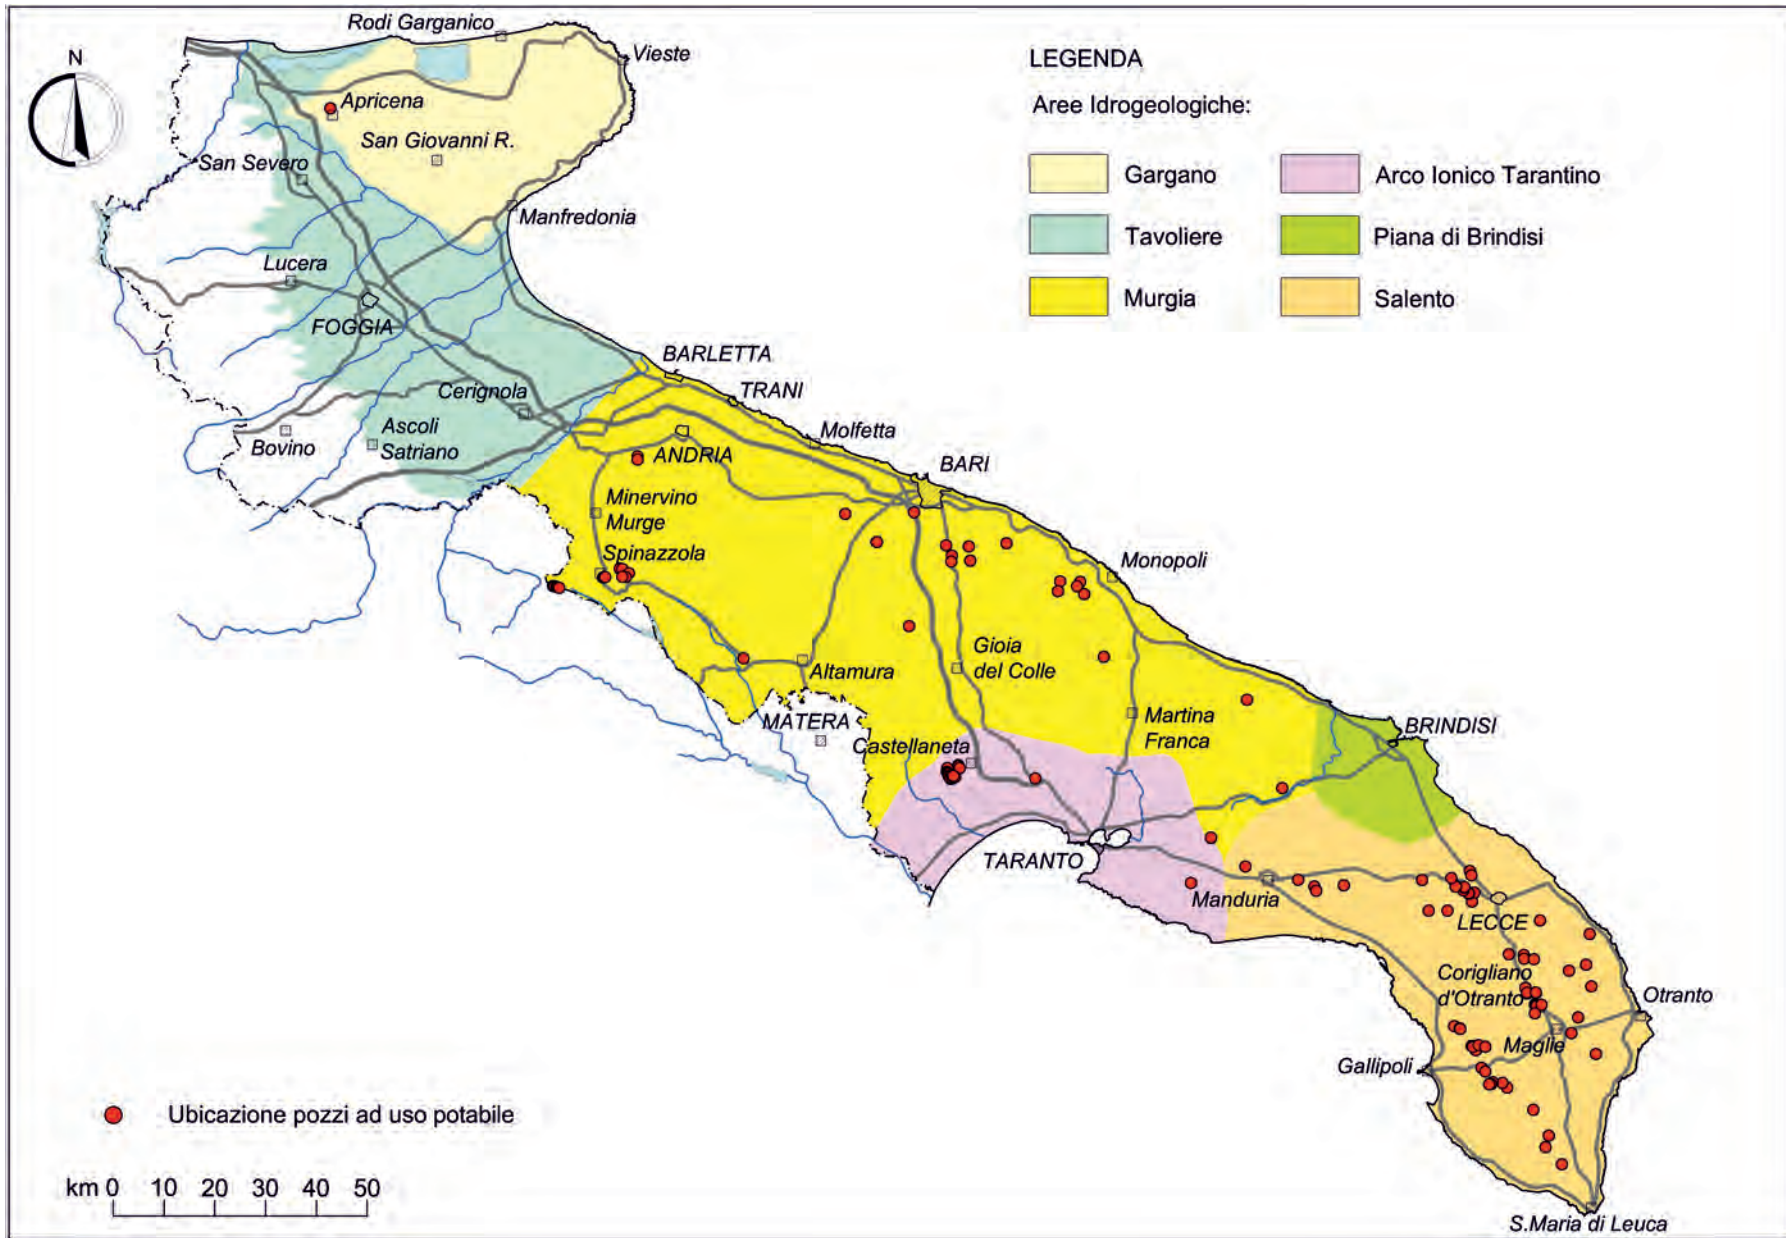 N
Rodi Garganico
Vieste
Apricena
San Giovanni R.
San Severo
Manfredonia
Lucera
FOGGIA
BARLETTA
Cerignola
TRANI
Ascoli
Satriano
Bovino
Molfetta
ANDRIA
BARI
Minervino
Murge
Spinazzola
Monopoli
Gioia
del Colle
Altamura
MATERA
Martina
Franca
BRINDISI
Castellaneta
TARANTO
Manduria
LECCE
Corigliano
d'Otranto
Otranto
Maglie
Gallipoli
S.Maria di Leuca
LEGENDA
Aree Idrogeologiche:
Gargano
Arco Ionico Tarantino
Tavoliere
Piana di Brindisi
Murgia
Salento
Ubicazione pozzi ad uso potabile
km 0 10 20 30 40 50